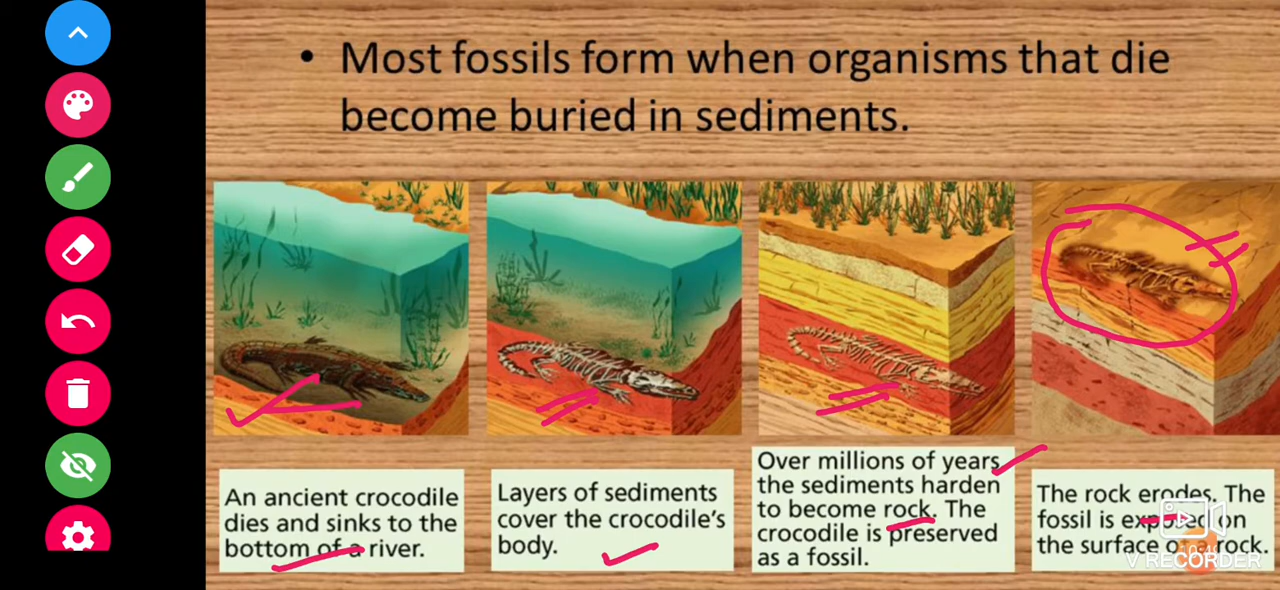 • Most fossils form when organisms that die
become buried in sediments.
An ancient crocodile
dies and sinks to the
bottom of a river.
Layers of sediments
cover the crocodile's
body.
Over millions of years
the sediments harden
to become rock. The
crocodile is preserved
as a fossil.
The rock erodes. The
fossil is exposed on
the surface of a rock.
V RECORDER